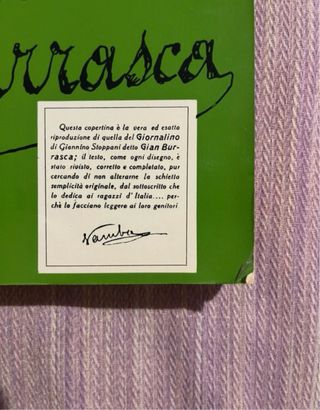 rrasca
Questa copertina è la vera ed esatta
riproduzione di quella del Giornalino
di Giannino Stoppani detto Gian Bur-
rasca; il testo, come ogni disegno, è
stato rivisto, corretto e completato, pur
cercando di non alterarne la schietta
semplicità originale, dal sottoscritto che
lo dedica ai ragazzi d'Italia.... per-
chè lo facciano leggere ai loro genitori.
Vamba